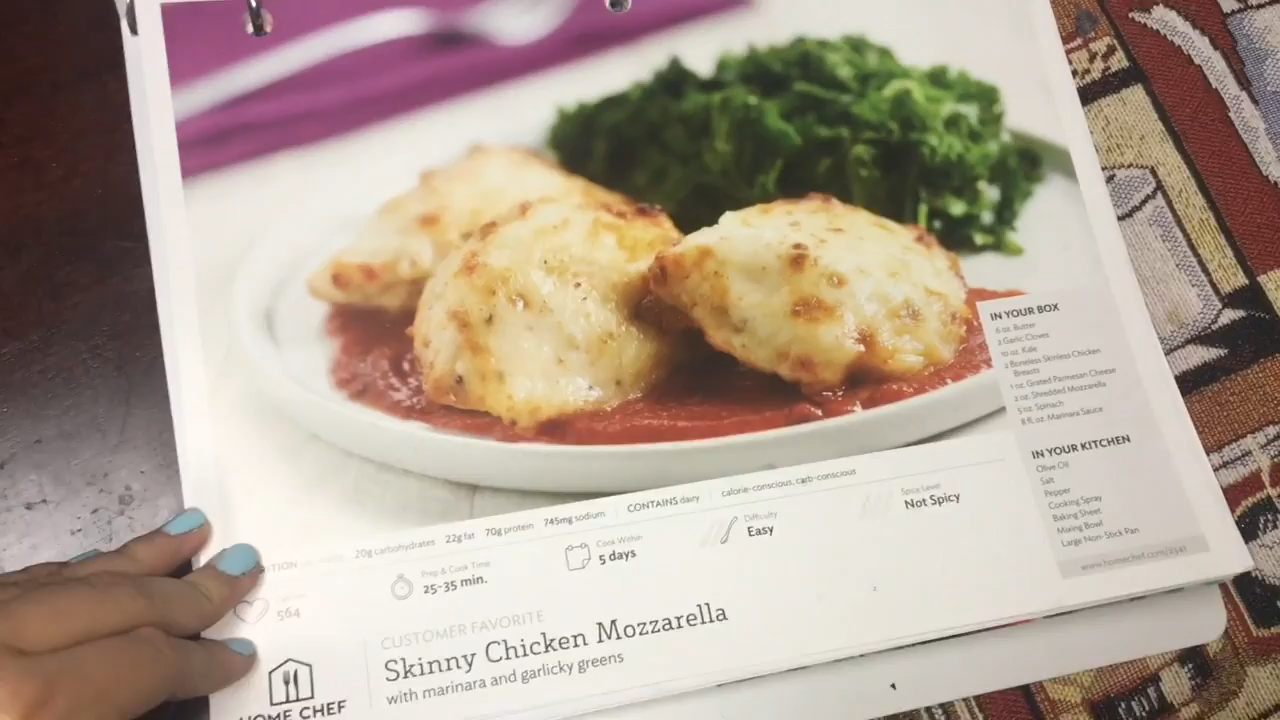 IN YOUR BOX
6 oz. Butter
2 Garlic Cloves
10 oz. Kale
2 Boneless Skinless Chicken
Breasts
1 oz. Grated Parmesan Cheese
2 oz. Shredded Mozzarella
5 oz. Spinach
8 fl. oz. Marinara Sauce
IN YOUR KITCHEN
Olive Oil
Salt
Pepper
Cooking Spray
Baking Sheet
Mixing Bowl
Large Non-Stick Pan
www.homechef.com/2341
20g carbohydrates 22g fat 70g protein 745mg sodium CONTAINS dairy calorie-conscious, carb-conscious
Prep & Cook Time
25-35 min.
Cook Within
5 days
Difficulty
Easy
Spice Level
Not Spicy
564
CUSTOMER FAVORITE
Skinny Chicken Mozzarella
with marinara and garlicky greens
HOME CHEF